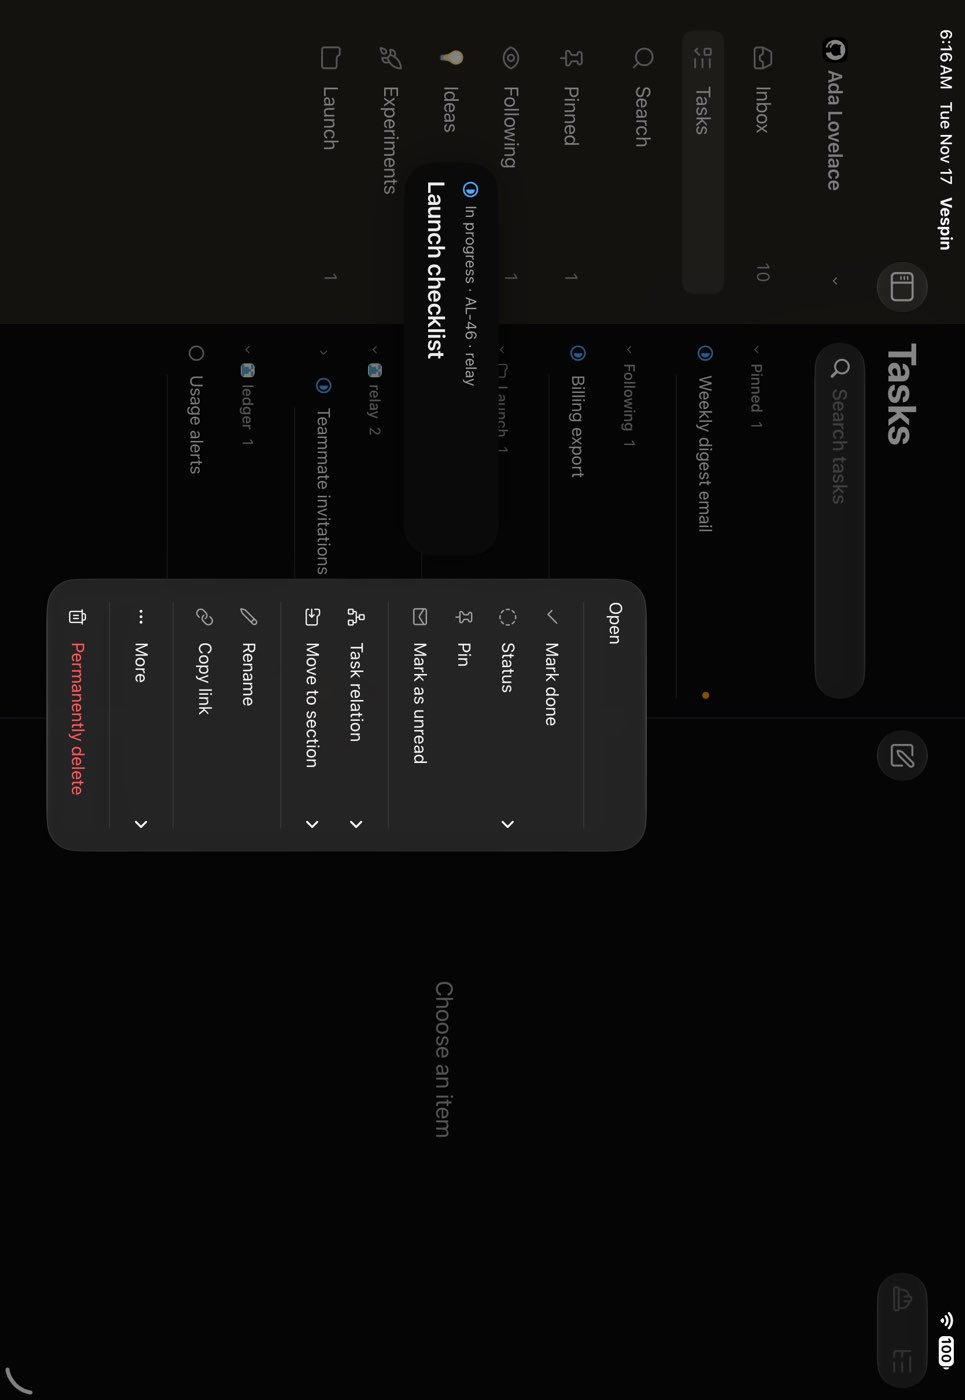 6:16 AM Tue Nov 17 Vespin
100
Tasks
Ada Lovelace
Search tasks
Inbox 10
Tasks
Search
Pinned 1
Following 1
Ideas
Experiments
Launch 1
Pinned 1
Weekly digest email
Following 1
Billing export
Launch 1
In progress · AL-46 · relay
Launch checklist
relay 2
Teammate invitations
ledger 1
Usage alerts
Open
Mark done
Status
Pin
Mark as unread
Task relation
Move to section
Rename
Copy link
More
Permanently delete
Choose an item